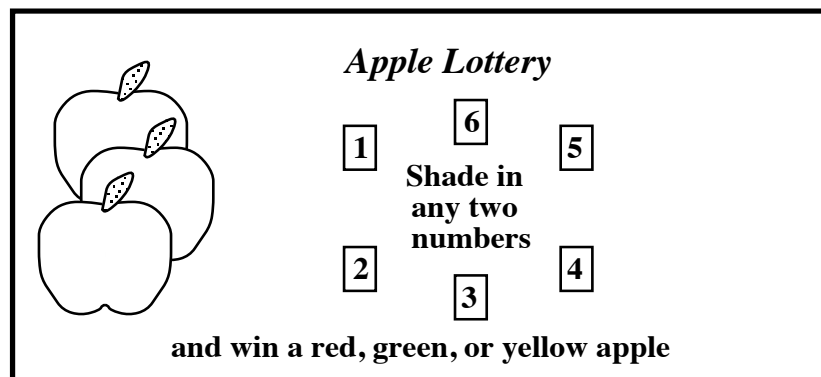 Apple Lottery
6
1 5
Shade in
any two
numbers
2 4
3
and win a red, green, or yellow apple